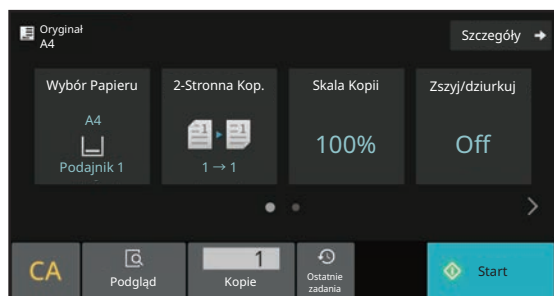 Oryginał
A4
Szczegóły
Wybór Papieru
A4
Podajnik 1
2-Stronna Kop.
1 → 1
Skala Kopii
100%
Zszyj/dziurkuj
Off
CA
Podgląd
1
Kopie
Ostatnie
zadania
Start